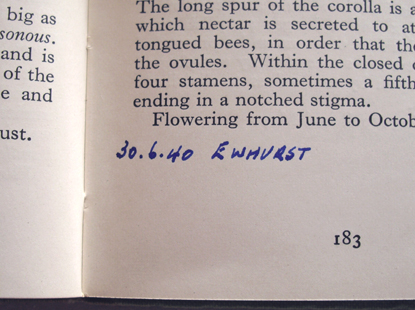 big as
sonous.
and is
of the
e and
ust.
The long spur of the corolla is a
which nectar is secreted to at
tongued bees, in order that the
the ovules. Within the closed
four stamens, sometimes a fifth
ending in a notched stigma.
Flowering from June to Octob
30.6.40 EWHURST
183